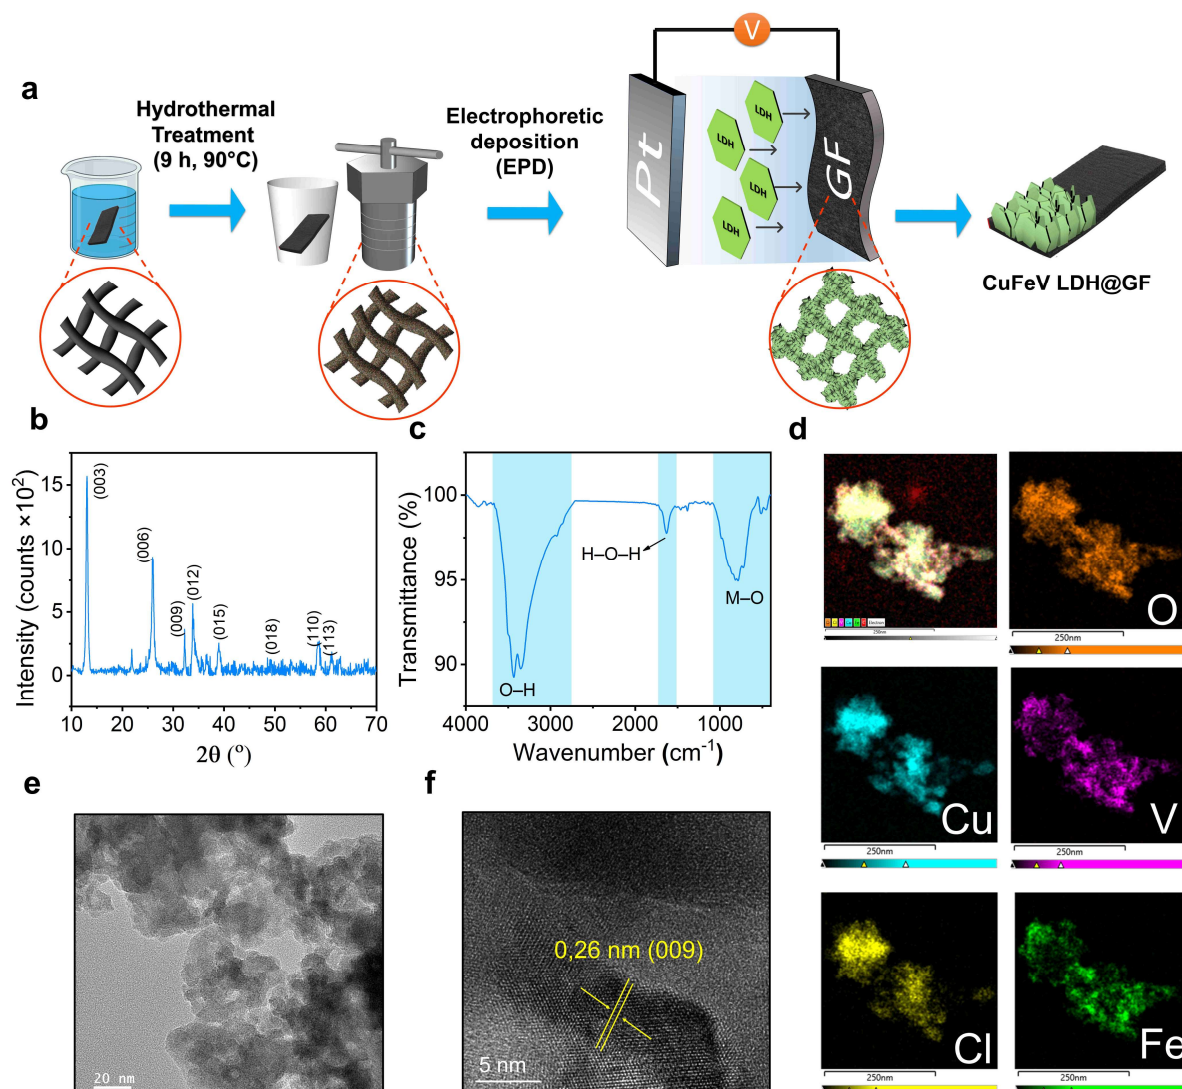 a
Hydrothermal
Treatment
(9 h, 90°C)
Electrophoretic
deposition
(EPD)
V
Pt
LDH
LDH
LDH
LDH
GF
CuFeV LDH@GF
b
Intensity (counts ×10²)
15
10
5
0
(003)
(006)
(009)
(012)
(015)
(018)
(110)
(113)
10 20 30 40 50 60 70
2θ (°)
c
Transmittance (%)
100
95
90
O–H
H–O–H
M–O
4000 3000 2000 1000
Wavenumber (cm⁻¹)
d
250nm
250nm
O
Cu
250nm
V
250nm
Cl
Fe
e
20 nm
f
0,26 nm (009)
5 nm